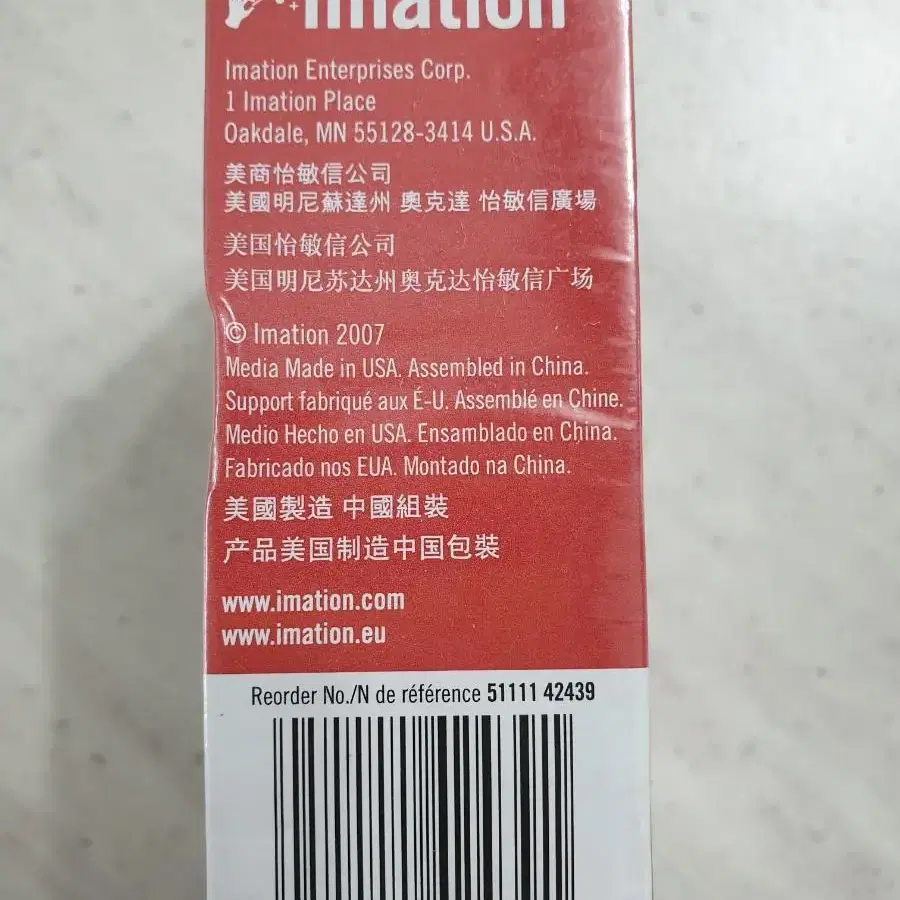 imation
Imation Enterprises Corp.
1 Imation Place
Oakdale, MN 55128-3414 U.S.A.
美商怡敏信公司
美國明尼蘇達州 奧克達 怡敏信廣場
美国怡敏信公司
美国明尼苏达州奥克达怡敏信广场
© Imation 2007
Media Made in USA. Assembled in China.
Support fabriqué aux É-U. Assemblé en Chine.
Medio Hecho en USA. Ensamblado en China.
Fabricado nos EUA. Montado na China.
美國製造 中國組裝
产品美国制造中国包装
www.imation.com
www.imation.eu
Reorder No./N de référence 51111 42439